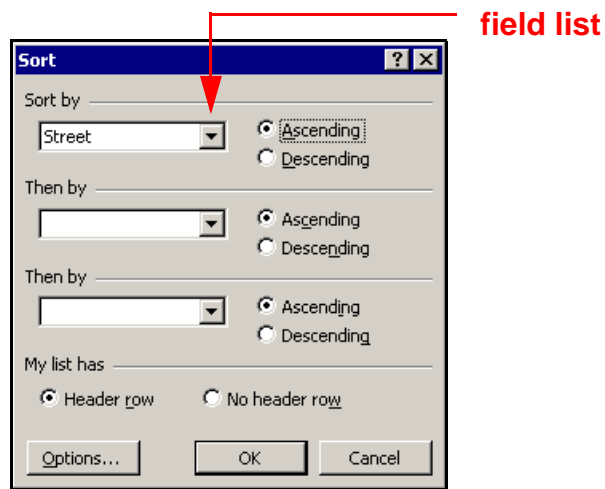 field list
Sort
Sort by
Street
Ascending
Descending
Then by
Ascending
Descending
Then by
Ascending
Descending
My list has
Header row
No header row
Options...
OK
Cancel